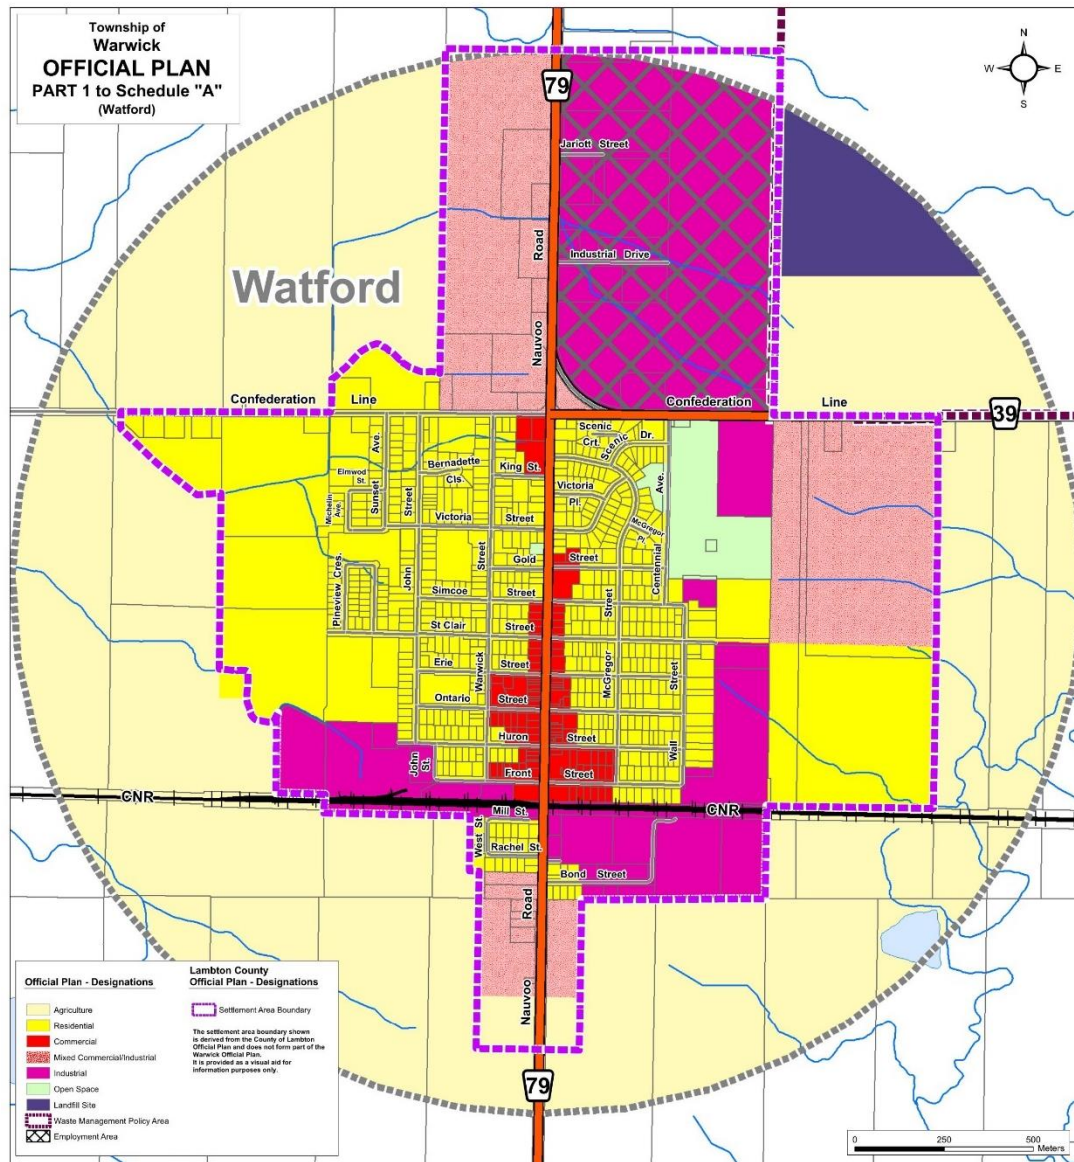 Township of
Warwick
OFFICIAL PLAN
PART 1 to Schedule "A"
(Watford)
N
W E
S
79
Jariott Street
Industrial Drive
Road
Nauvoo
Watford
Confederation Line
Confederation Line
39
Scenic
Crt.
Scenic Dr.
Ave.
Bernadette
Cls.
King St.
Elmwod
St.
Sunset
Michelin
Ave.
Street
Victoria
Pl.
Ave.
Victoria Street
McGregor
Pl.
Gold Street
Street
Centennial
Pineview Cres.
John
Simcoe Street
Street
St Clair Street
Erie Street
Warwick
McGregor
Street
Ontario Street
Huron Street
Wall
John
St.
Front Street
CNR
CNR
Mill St.
West St.
Rachel St.
Bond Street
Road
Nauvoo
79
Official Plan - Designations
Agriculture
Residential
Commercial
Mixed Commercial/Industrial
Industrial
Open Space
Landfill Site
Waste Management Policy Area
Employment Area
Lambton County
Official Plan - Designations
Settlement Area Boundary
The settlement area boundary shown
is derived from the County of Lambton
Official Plan and does not form part of the
Warwick Official Plan.
It is provided as a visual aid for
information purposes only.
0 250 500
Meters